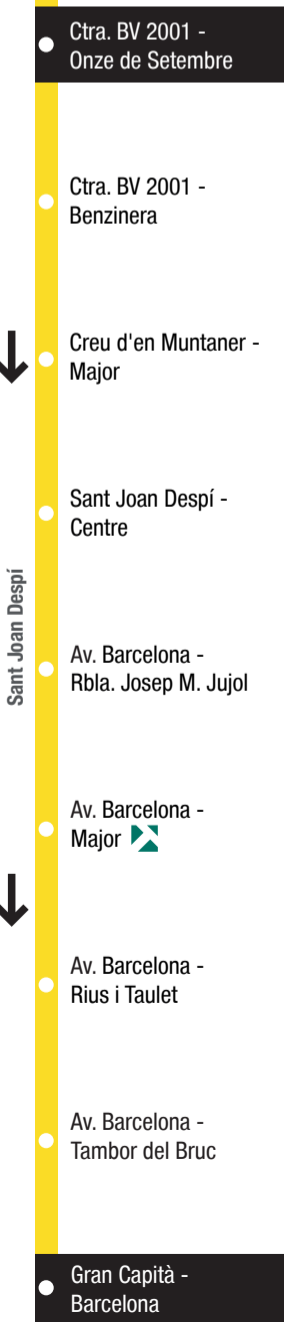 Ctra. BV 2001 -
Onze de Setembre
Ctra. BV 2001 -
Benzinera
Creu d'en Muntaner -
Major
Sant Joan Despí -
Centre
Sant Joan Despí
Av. Barcelona -
Rbla. Josep M. Jujol
Av. Barcelona -
Major
Av. Barcelona -
Rius i Taulet
Av. Barcelona -
Tambor del Bruc
Gran Capità -
Barcelona